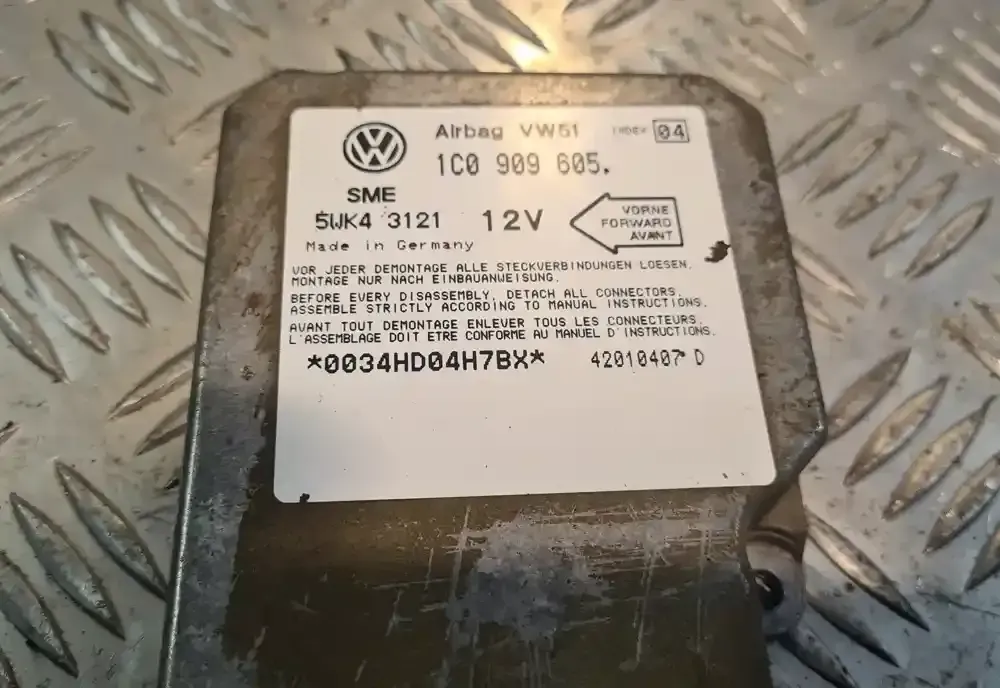 Airbag VW61 INDEX 04
1C0 909 605.
SME
5WK4 3121 12V
VORNE
FORWARD
AVANT
Made in Germany
VOR JEDER DEMONTAGE ALLE STECKVERBINDUNGEN LOESEN.
MONTAGE NUR NACH EINBAUANWEISUNG.
BEFORE EVERY DISASSEMBLY, DETACH ALL CONNECTORS.
ASSEMBLE STRICTLY ACCORDING TO MANUAL INSTRUCTIONS.
AVANT TOUT DEMONTAGE ENLEVER TOUS LES CONNECTEURS.
L'ASSEMBLAGE DOIT ETRE CONFORME AU MANUEL D'INSTRUCTIONS.
*0034HD04H7BX* 42010407 D